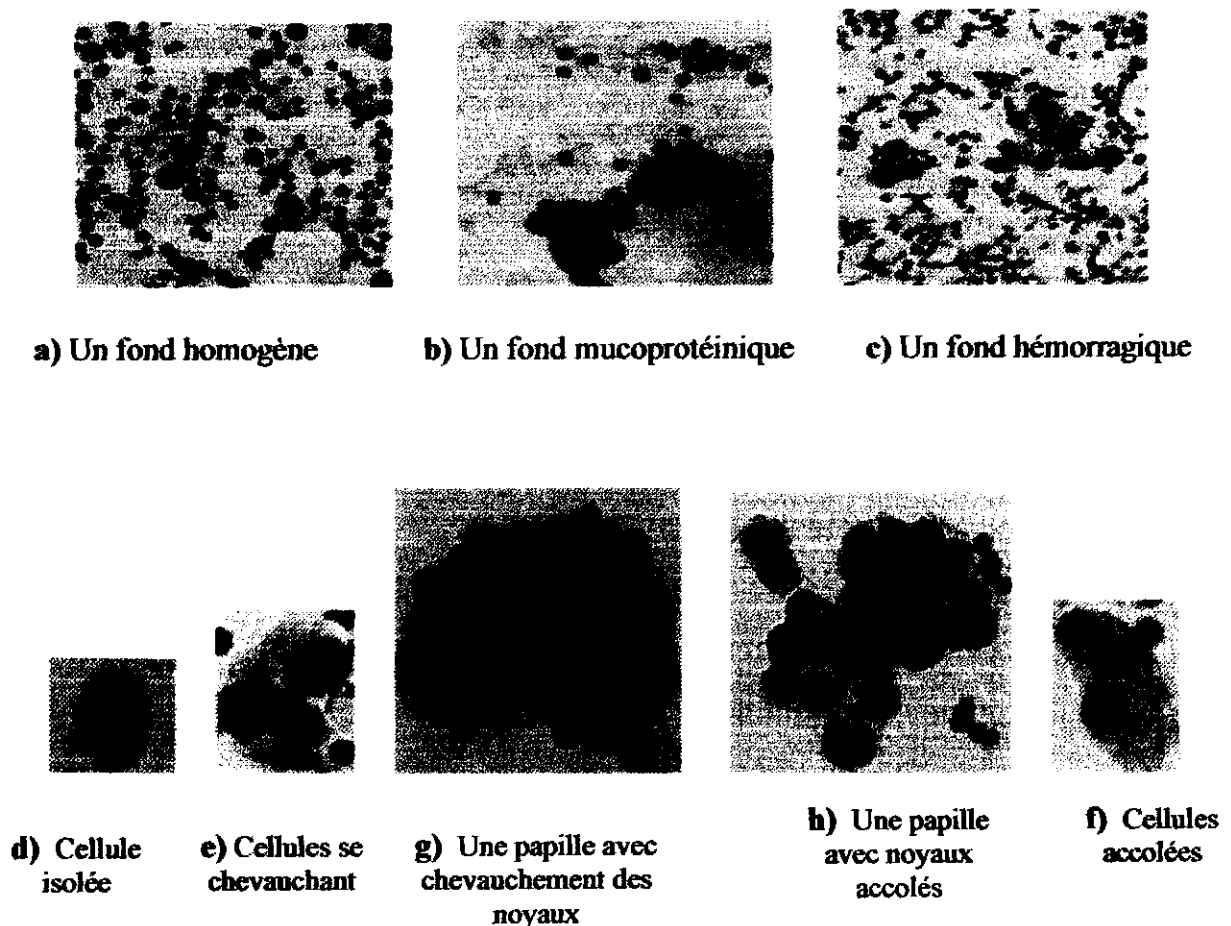 a) Un fond homogène
b) Un fond mucoprotéinique
c) Un fond hémorragique
d) Cellule
isolée
e) Cellules se
chevauchant
g) Une papille avec
chevauchement des
noyaux
h) Une papille
avec noyaux
accolés
f) Cellules
accolées